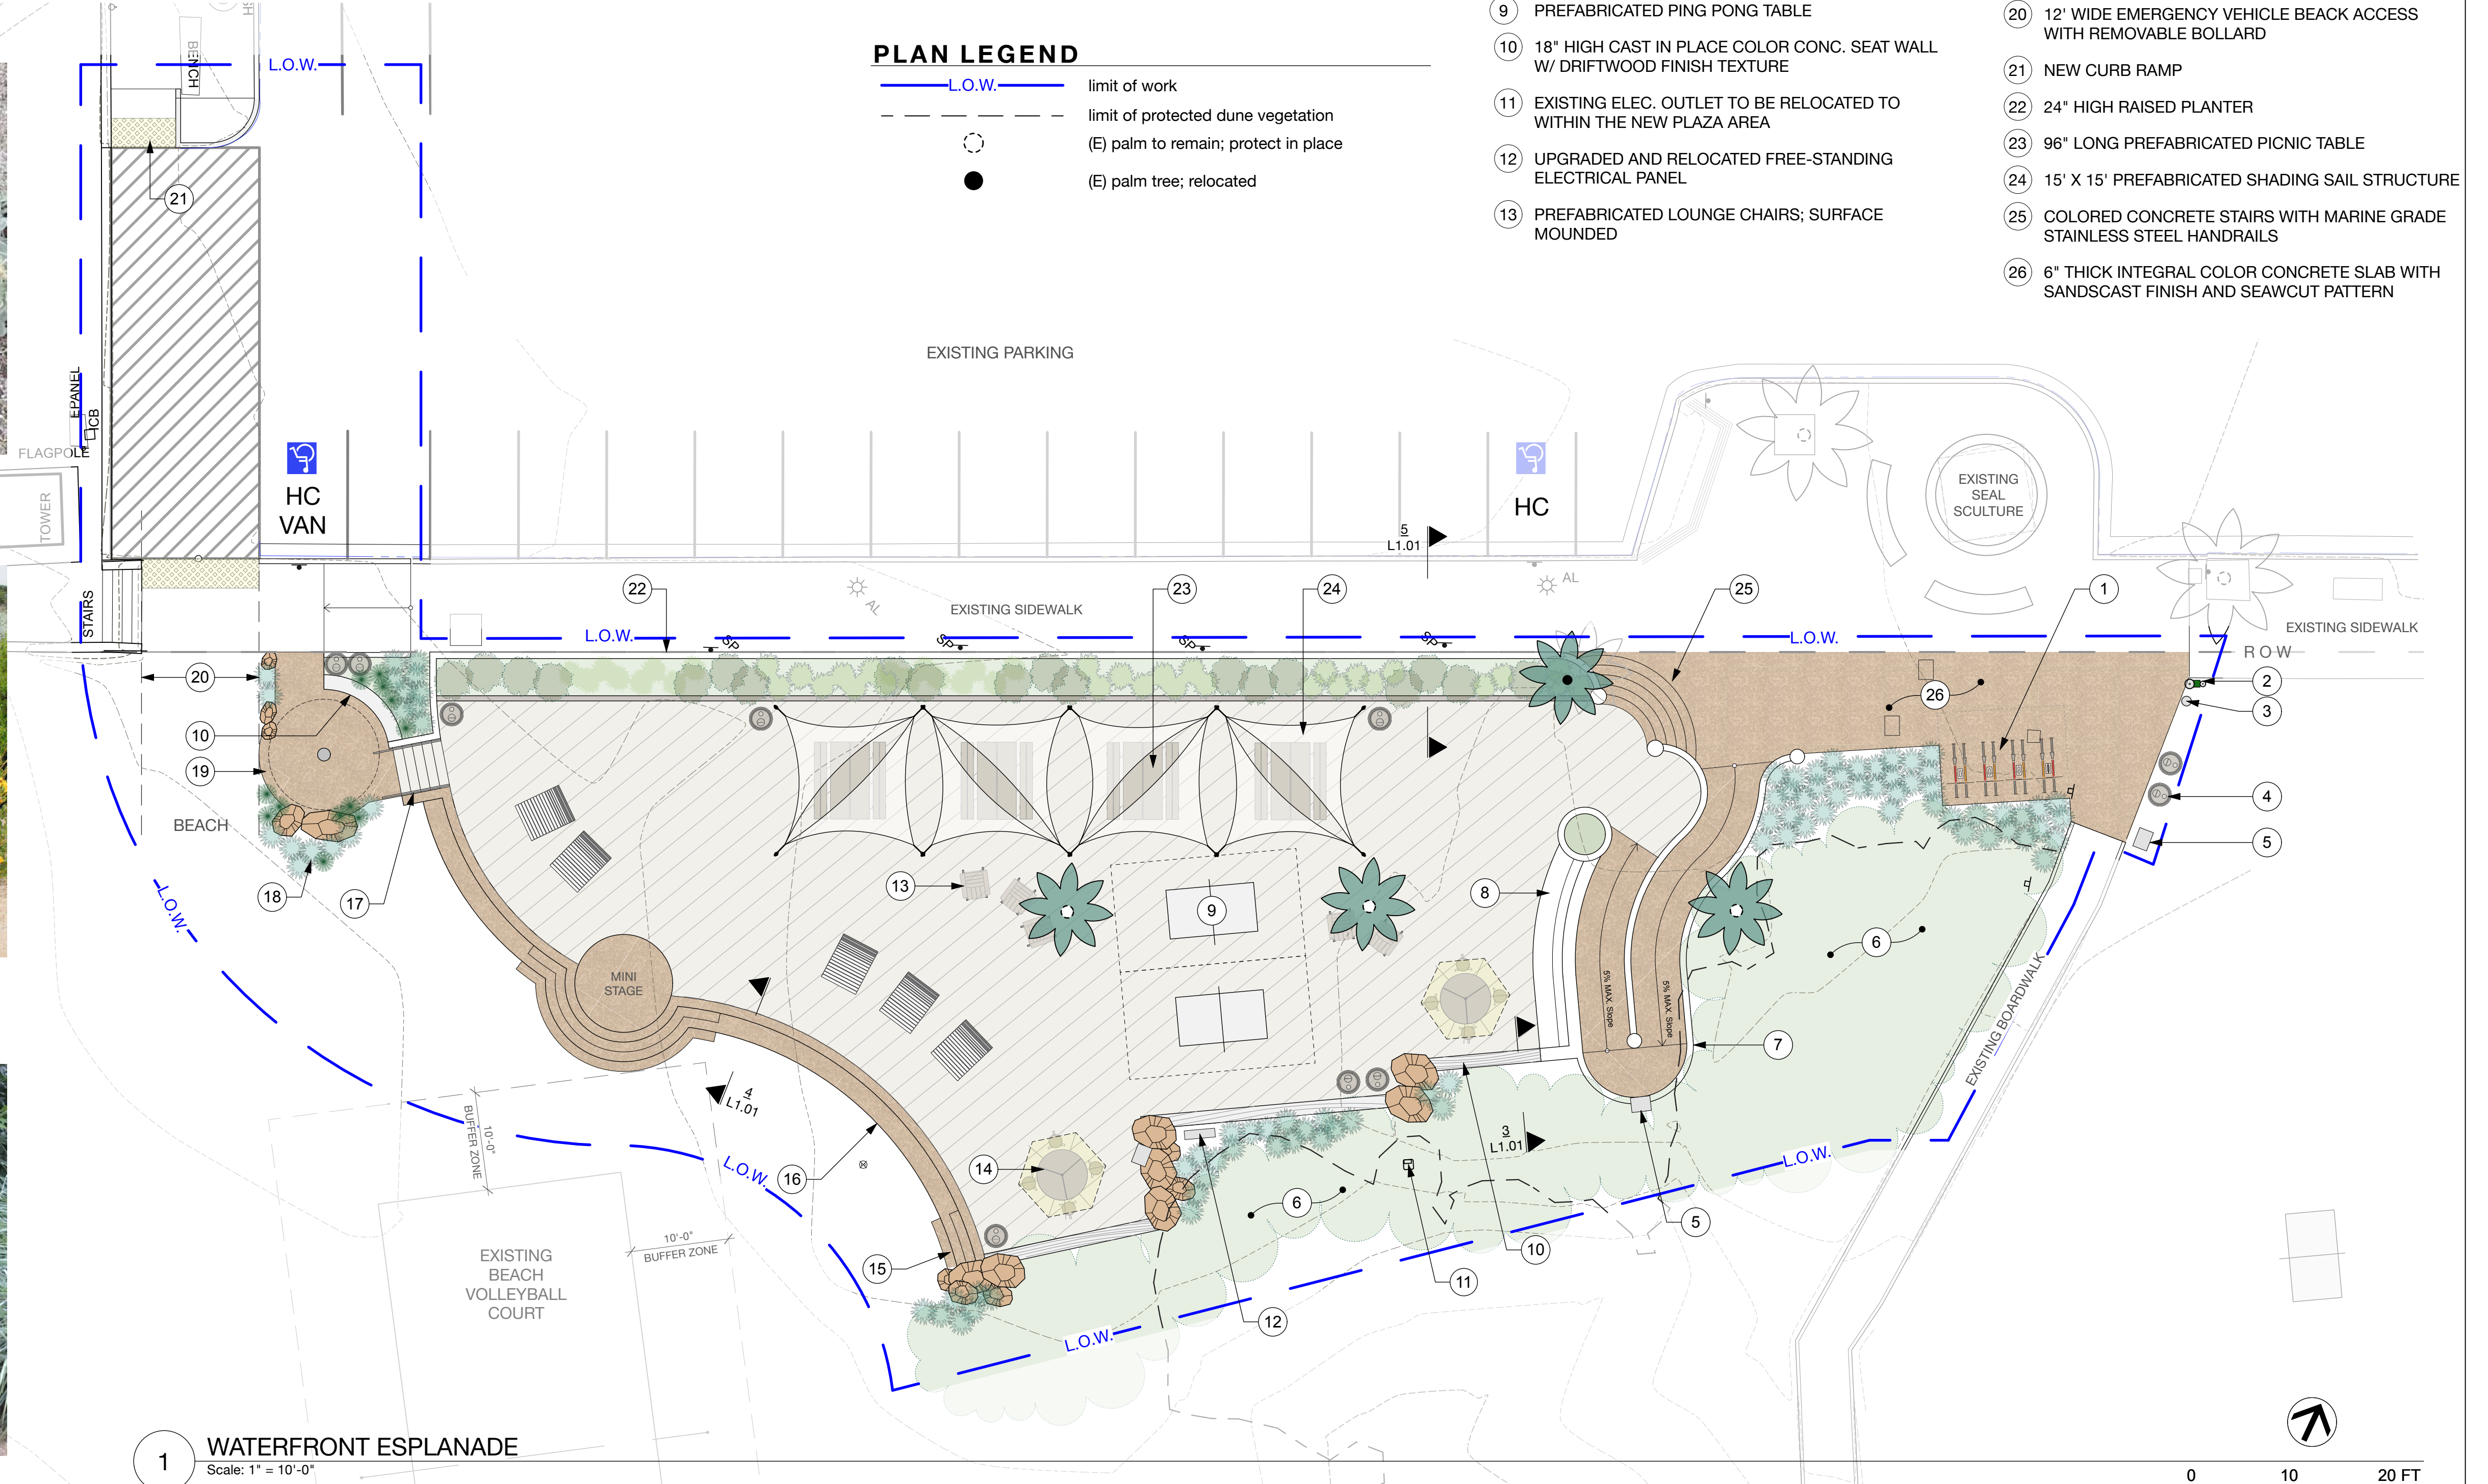 PLAN LEGEND
L.O.W.
limit of work
limit of protected dune vegetation
(E) palm to remain; protect in place
(E) palm tree; relocated
9 PREFABRICATED PING PONG TABLE
10 18" HIGH CAST IN PLACE COLOR CONC. SEAT WALL
W/ DRIFTWOOD FINISH TEXTURE
11 EXISTING ELEC. OUTLET TO BE RELOCATED TO
WITHIN THE NEW PLAZA AREA
12 UPGRADED AND RELOCATED FREE-STANDING
ELECTRICAL PANEL
13 PREFABRICATED LOUNGE CHAIRS; SURFACE
MOUNDED
20 12' WIDE EMERGENCY VEHICLE BEACK ACCESS
WITH REMOVABLE BOLLARD
21 NEW CURB RAMP
22 24" HIGH RAISED PLANTER
23 96" LONG PREFABRICATED PICNIC TABLE
24 15' X 15' PREFABRICATED SHADING SAIL STRUCTURE
25 COLORED CONCRETE STAIRS WITH MARINE GRADE
STAINLESS STEEL HANDRAILS
26 6" THICK INTEGRAL COLOR CONCRETE SLAB WITH
SANDSCAST FINISH AND SEAWCUT PATTERN
BENCH
L.O.W.
21
EXISTING PARKING
EPANEL
ICB
FLAGPOLE
TOWER
HC
VAN
HC
EXISTING
SEAL
SCULTURE
5
L1.01
STAIRS
22
AL
EXISTING SIDEWALK
23
24
AL
25
1
L.O.W.
SP
SP
SP
SP
L.O.W.
EXISTING SIDEWALK
R O W
20
26
2
3
10
19
4
BEACH
5
18
17
13
9
8
L.O.W.
6
MINI
STAGE
5% MAX. Slope
5% MAX. Slope
7
EXISTING BOARDWALK
4
L1.01
10'-0"
BUFFER ZONE
3
L1.01
L.O.W.
16
14
6
L.O.W.
5
10'-0"
BUFFER ZONE
EXISTING
BEACH
VOLLEYBALL
COURT
15
10
11
12
L.O.W.
1
WATERFRONT ESPLANADE
Scale: 1" = 10'-0"
0 10 20 FT